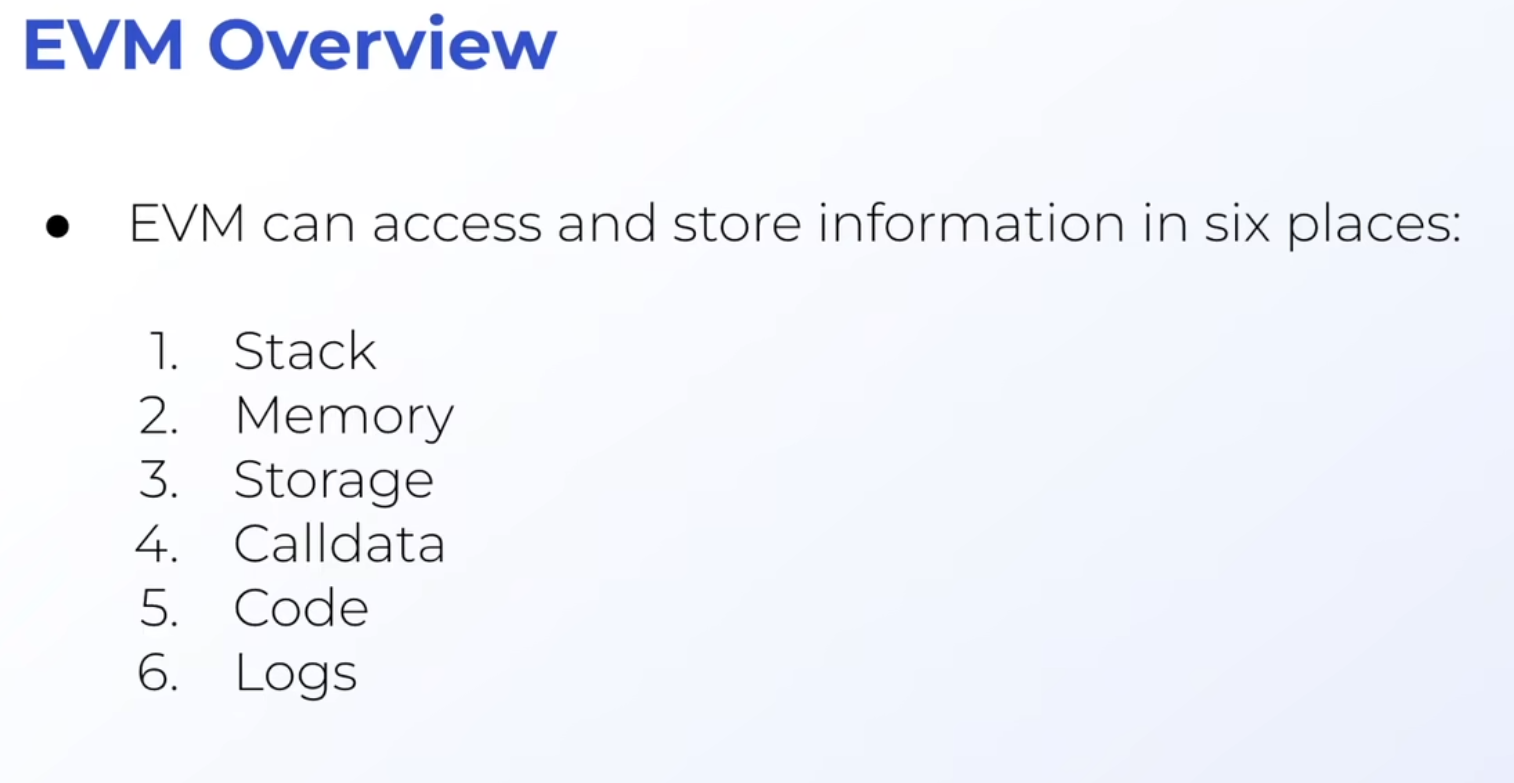 EVM Overview
● EVM can access and store information in six places:
1. Stack
2. Memory
3. Storage
4. Calldata
5. Code
6. Logs